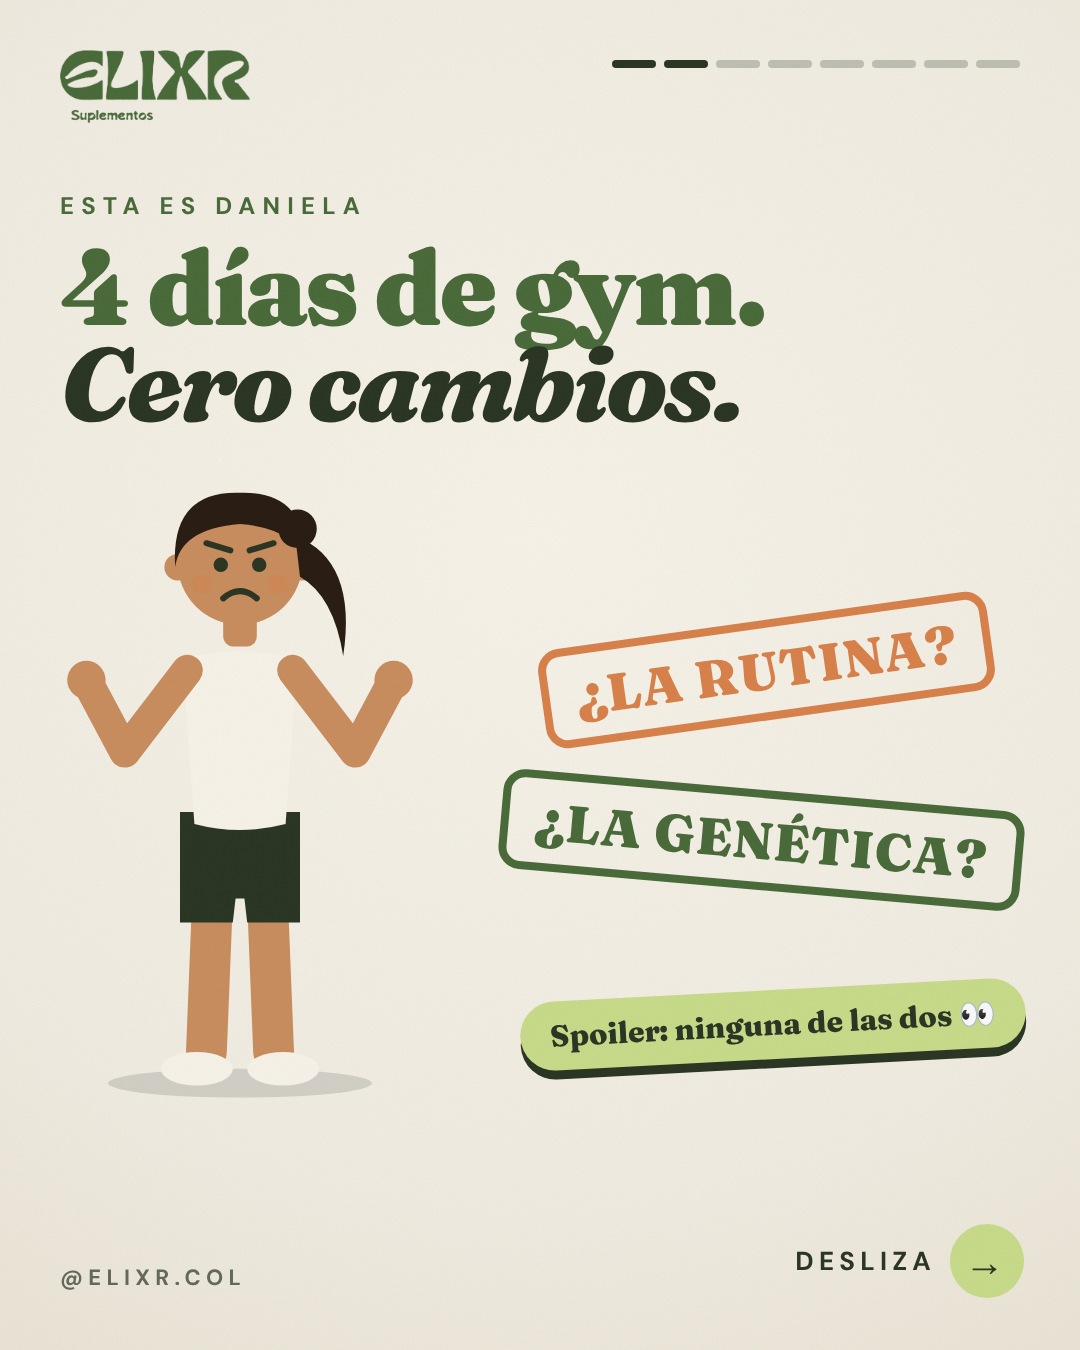 ELIXR
Suplementos
ESTA ES DANIELA
4 días de gym.
Cero cambios.
¿LA RUTINA?
¿LA GENÉTICA?
Spoiler: ninguna de las dos 👀
@ELIXR.COL
DESLIZA →